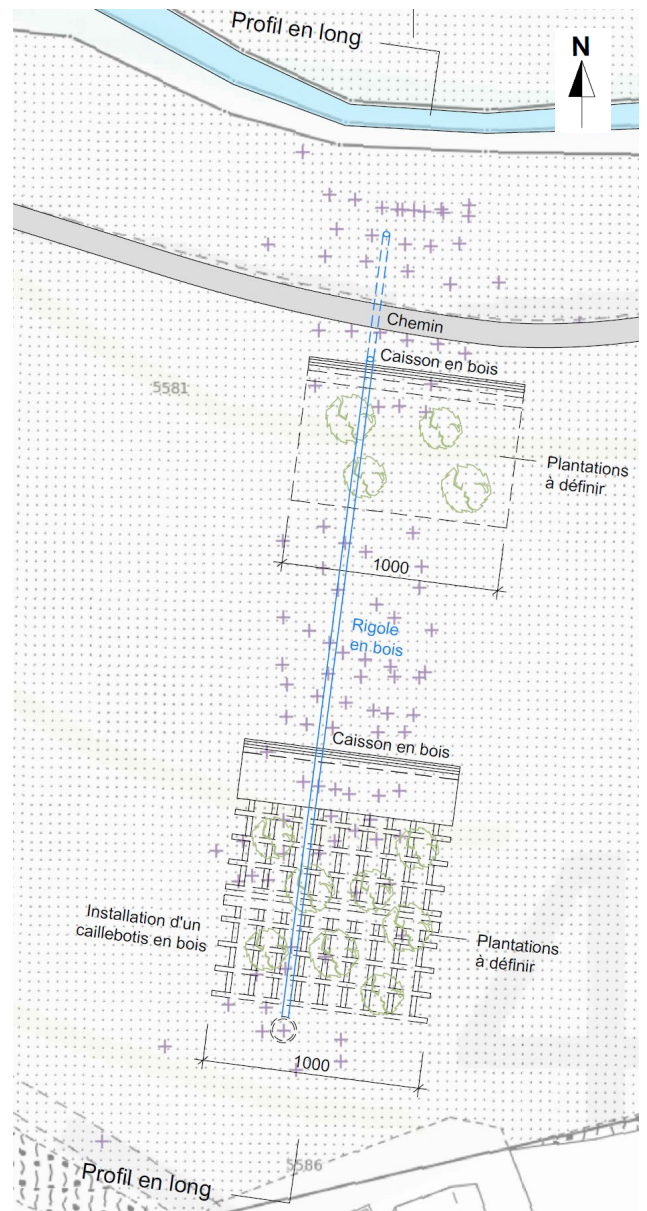 Profil en long
N
Chemin
Caisson en bois
5581
Plantations
à définir
1000
Rigole
en bois
Caisson en bois
Installation d'un
caillebotis en bois
Plantations
à définir
1000
5586
Profil en long